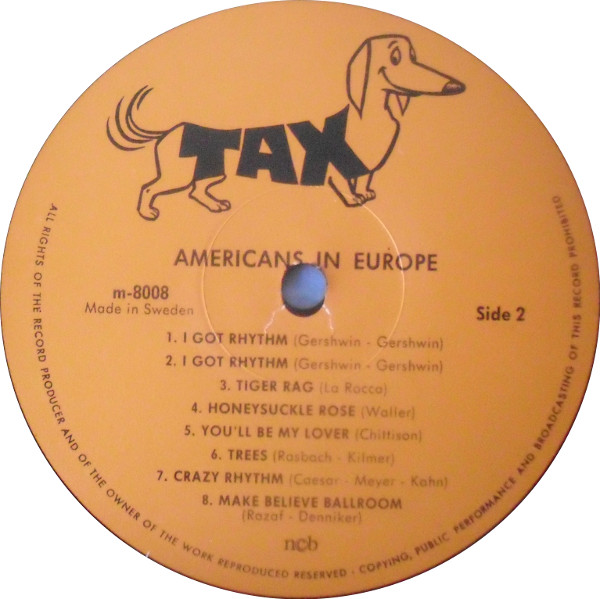 TAX
AMERICANS IN EUROPE
m-8008
Made in Sweden
Side 2
1. I GOT RHYTHM (Gershwin - Gershwin)
2. I GOT RHYTHM (Gershwin - Gershwin)
3. TIGER RAG (La Rocca)
4. HONEYSUCKLE ROSE (Waller)
5. YOU'LL BE MY LOVER (Chittison)
6. TREES (Rasbach - Kilmer)
7. CRAZY RHYTHM (Caesar - Meyer - Kahn)
8. MAKE BELIEVE BALLROOM
(Razaf - Denniker)
ncb
ALL RIGHTS OF THE RECORD PRODUCER AND OF THE OWNER OF THE WORK REPRODUCED RESERVED - COPYING, PUBLIC PERFORMANCE AND BROADCASTING OF THIS RECORD PROHIBITED